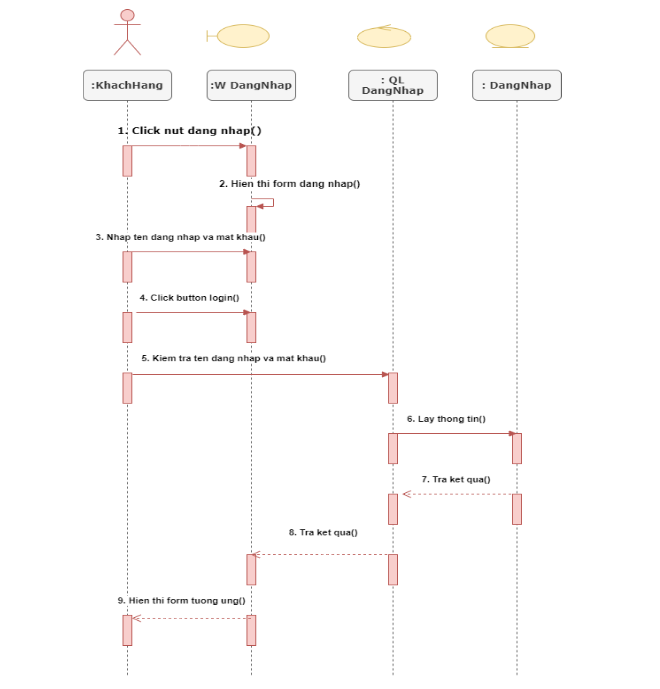 :KhachHang
:W DangNhap
: QL
DangNhap
: DangNhap
1. Click nut dang nhap()
2. Hien thi form dang nhap()
3. Nhap ten dang nhap va mat khau()
4. Click button login()
5. Kiem tra ten dang nhap va mat khau()
6. Lay thong tin()
7. Tra ket qua()
8. Tra ket qua()
9. Hien thi form tuong ung()